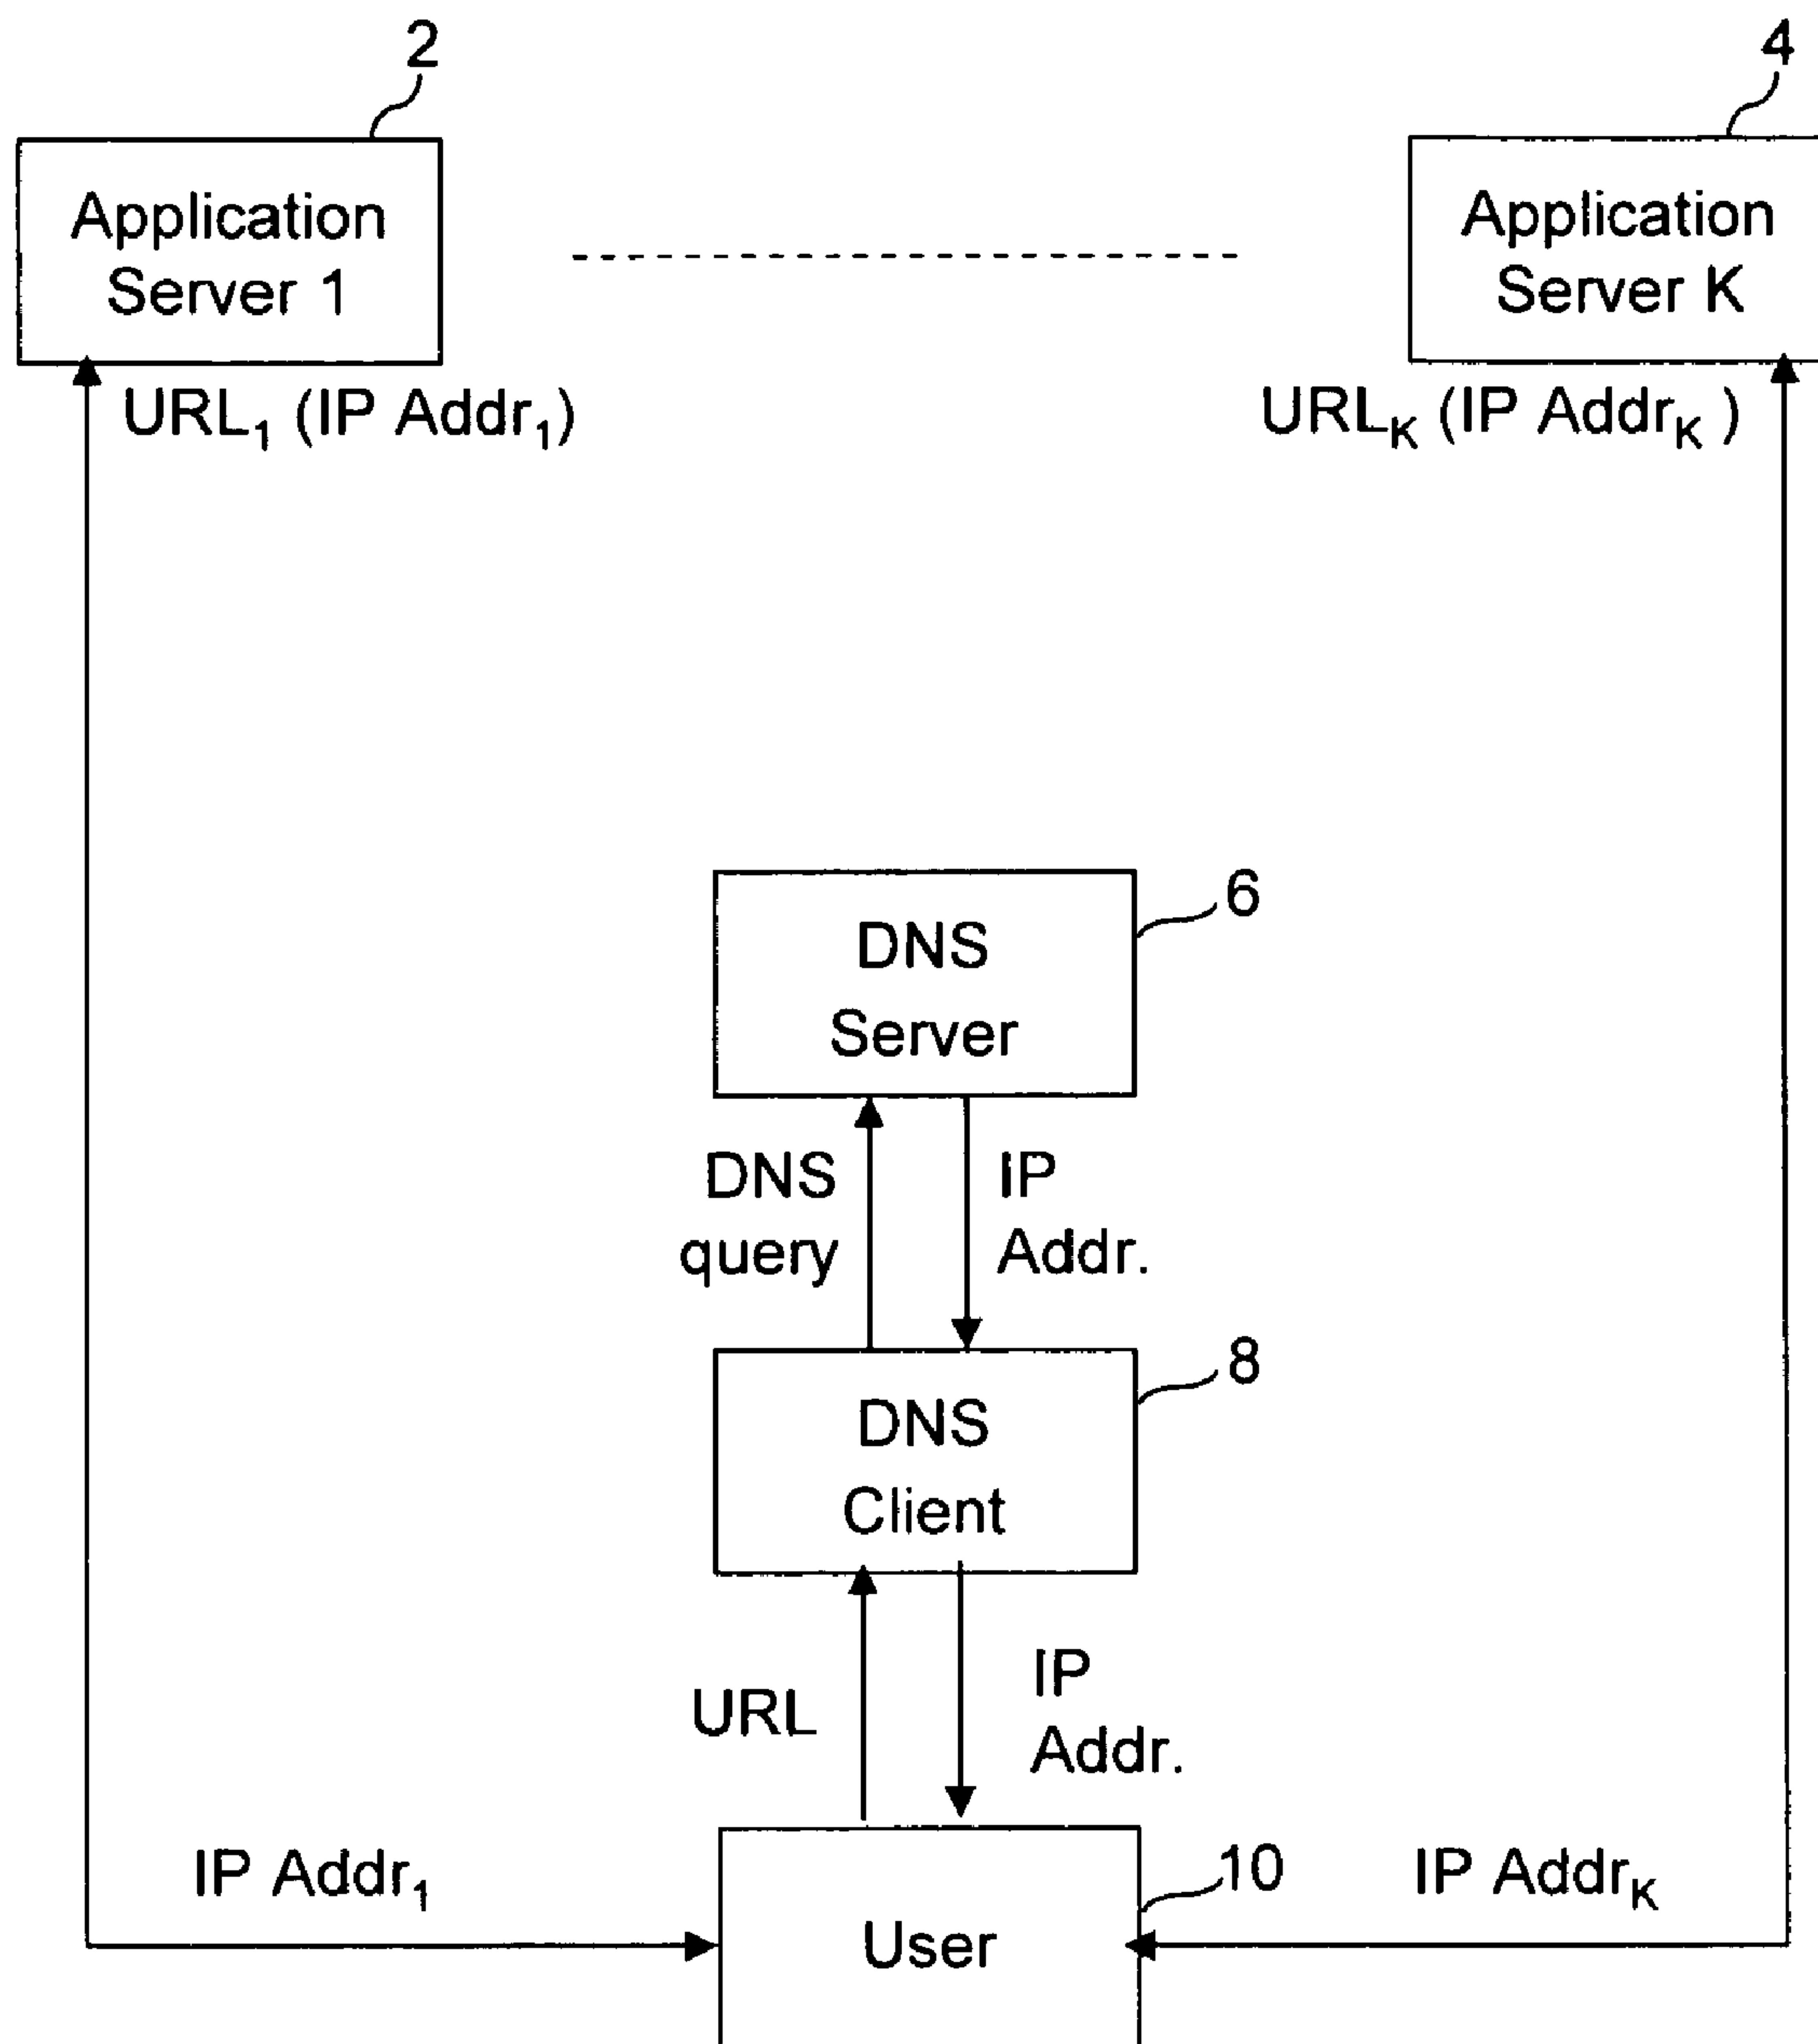 2
4
Application
Server 1
Application
Server K
URL₁ (IP Addr₁)
URLK (IP AddrK )
6
DNS
Server
DNS
query
IP
Addr.
8
DNS
Client
URL
IP
Addr.
IP Addr₁
10
IP AddrK
User